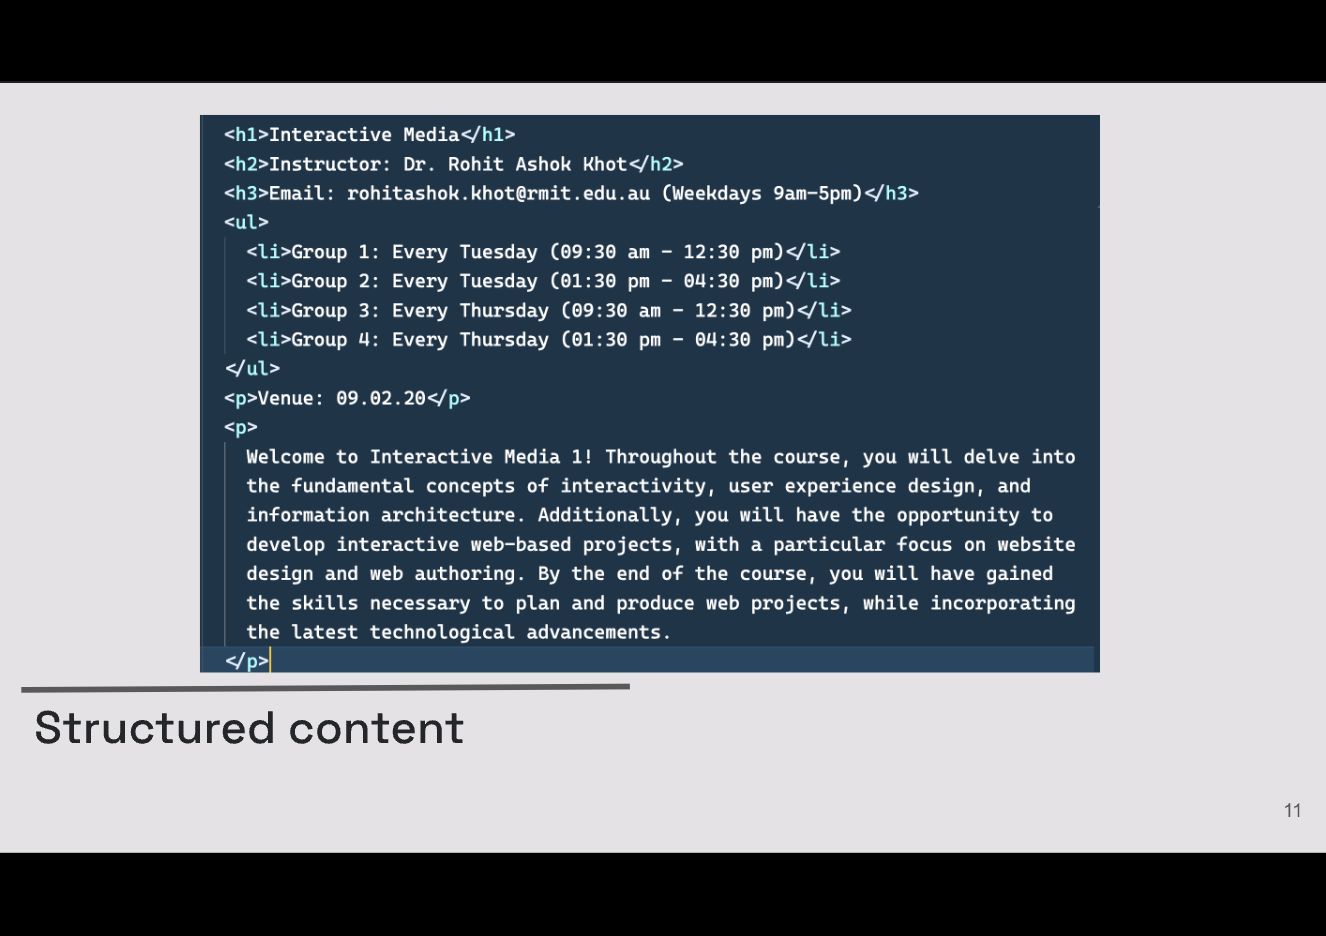 <h1>Interactive Media</h1>
<h2>Instructor: Dr. Rohit Ashok Khot</h2>
<h3>Email: rohitashok.khot@rmit.edu.au (Weekdays 9am-5pm)</h3>
<ul>
<li>Group 1: Every Tuesday (09:30 am - 12:30 pm)</li>
<li>Group 2: Every Tuesday (01:30 pm - 04:30 pm)</li>
<li>Group 3: Every Thursday (09:30 am - 12:30 pm)</li>
<li>Group 4: Every Thursday (01:30 pm - 04:30 pm)</li>
</ul>
<p>Venue: 09.02.20</p>
<p>
Welcome to Interactive Media 1! Throughout the course, you will delve into
the fundamental concepts of interactivity, user experience design, and
information architecture. Additionally, you will have the opportunity to
develop interactive web-based projects, with a particular focus on website
design and web authoring. By the end of the course, you will have gained
the skills necessary to plan and produce web projects, while incorporating
the latest technological advancements.
</p>
Structured content
11